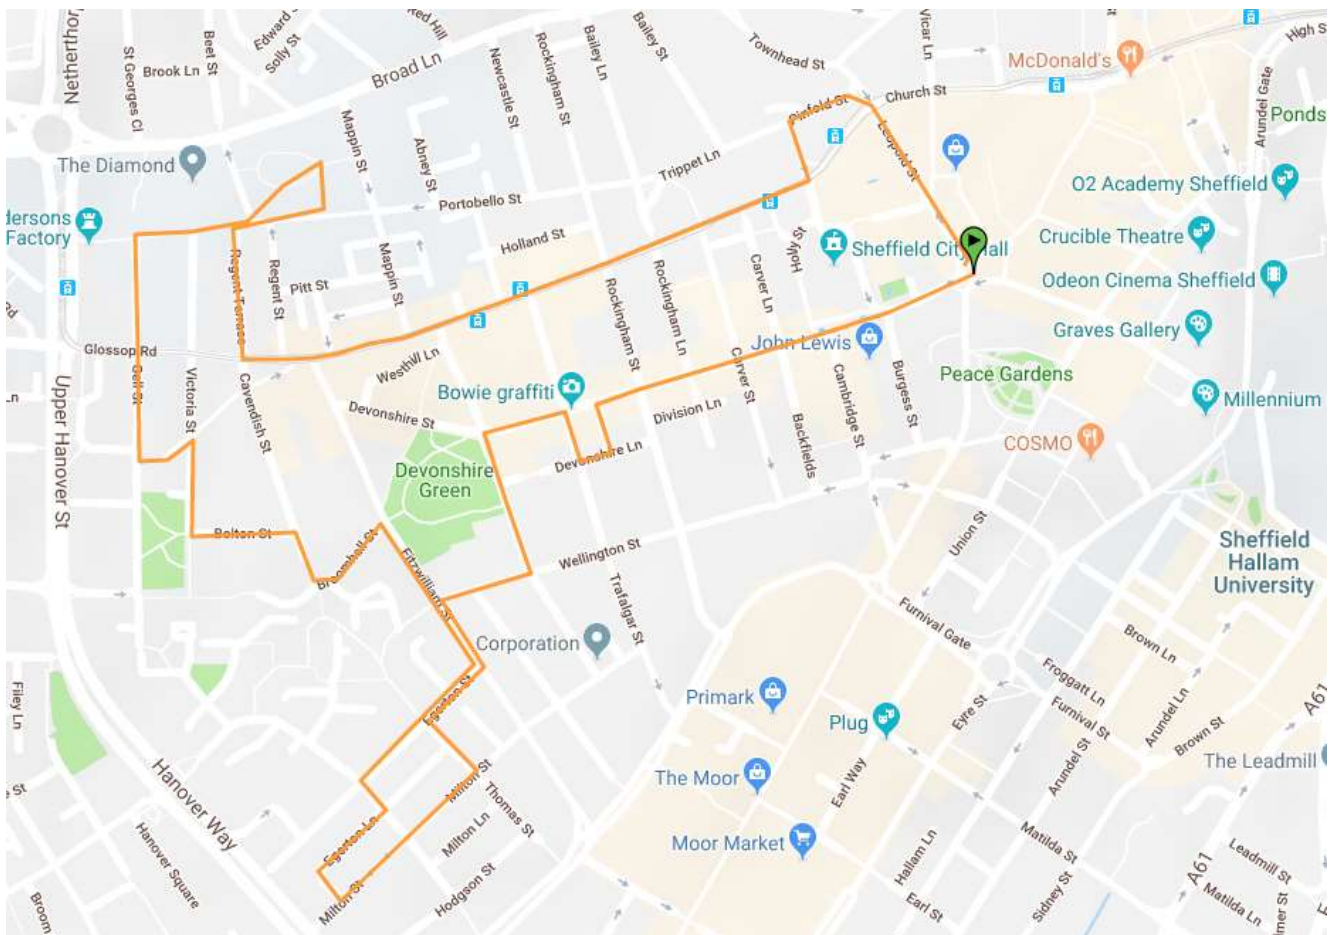 Netherthor
St Georges Cl
Beet St
Edward St
Solly St
Red Hill
Brook Ln
Broad Ln
Newcastle St
Rockingham St
Bailey Ln
Bailey St
Townhead St
Vicar Ln
McDonald's
High S
Church St
Arundel Gate
Ponds
Pinfold St
Leopold St
The Diamond
Mappin St
Abney St
Trippet Ln
Portobello St
O2 Academy Sheffield
dersons
Factory
Holland St
Holly St
Sheffield City Hall
Crucible Theatre
Regent Terrace
Regent St
Pitt St
Mappin St
Rockingham St
Rockingham Ln
Carver Ln
Odeon Cinema Sheffield
Rd
Graves Gallery
Glossop Rd
Westhill Ln
John Lewis
Upper Hanover St
Gell St
Victoria St
Cavendish St
Carver St
Cambridge St
Burgess St
Peace Gardens
Millennium
Ln
Bowie graffiti
Devonshire St
Division Ln
Backfields
COSMO
Devonshire
Green
Devonshire Ln
Bolton St
Broomhall St
Fitzwilliam St
Wellington St
Union St
Sheffield
Hallam
University
Trafalgar St
Furnival Gate
Brown Ln
Corporation
Froggatt Ln
Filey Ln
Egerton St
Primark
Plug
Eyre St
Furnival St
Arundel Ln
Brown St
A61
Arundel St
The Leadmill
Hanover Way
Milton St
The Moor
Earl Way
e St
Thomas St
Milton Ln
Egerton Ln
Moor Market
Hallam Ln
Matilda St
A61
Leadmill St
Hanover Square
Hodgson St
Milton St
Broom
Earl St
Sidney St
Matilda Ln
imer St